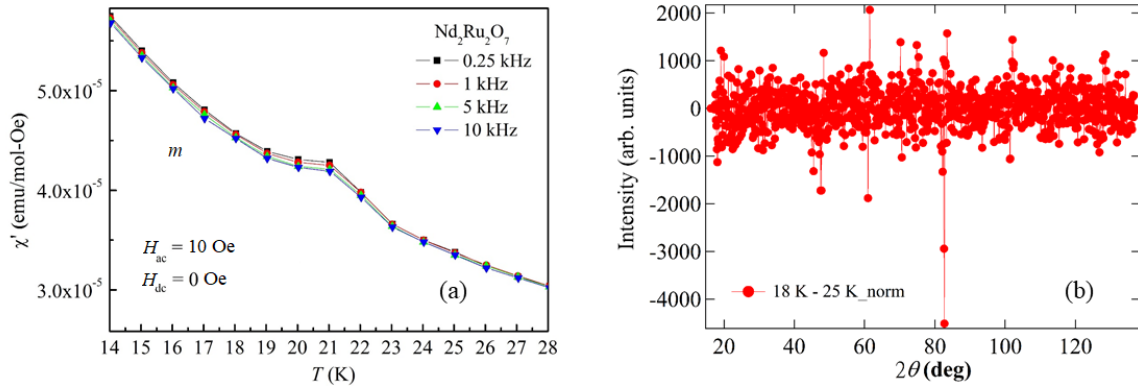 Nd₂Ru₂O₇
0.25 kHz
1 kHz
5 kHz
10 kHz
m
H_ac = 10 Oe
H_dc = 0 Oe
(a)
χ' (emu/mol-Oe)
5.0x10⁻⁵
4.0x10⁻⁵
3.0x10⁻⁵
14 15 16 17 18 19 20 21 22 23 24 25 26 27 28
T (K)
Intensity (arb. units)
2000
1000
0
-1000
-2000
-3000
-4000
18 K - 25 K_norm
(b)
20 40 60 80 100 120
2θ (deg)